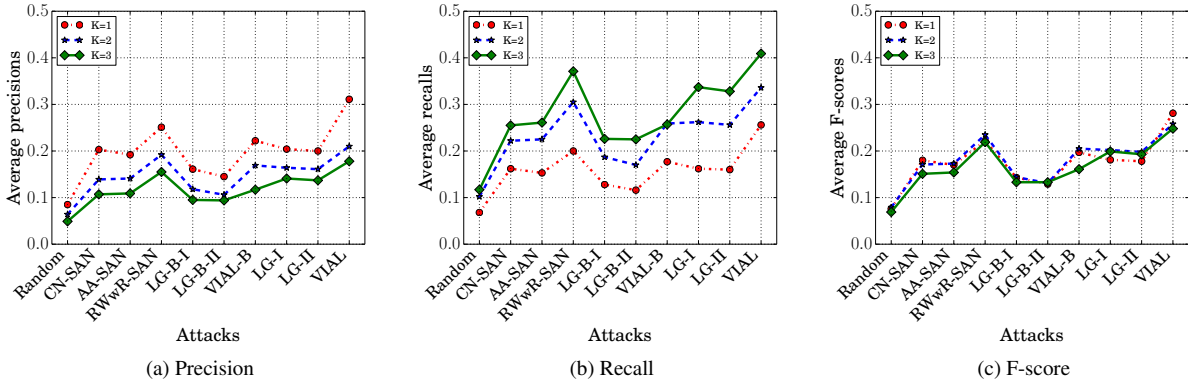 0.5
0.4
0.3
0.2
0.1
0.0
Average precisions
K=1
K=2
K=3
Random
CN-SAN
AA-SAN
RWwR-SAN
LG-B-I
LG-B-II
VIAL-B
LG-I
LG-II
VIAL
Attacks
(a) Precision
0.5
0.4
0.3
0.2
0.1
0.0
Average recalls
K=1
K=2
K=3
Random
CN-SAN
AA-SAN
RWwR-SAN
LG-B-I
LG-B-II
VIAL-B
LG-I
LG-II
VIAL
Attacks
(b) Recall
0.5
0.4
0.3
0.2
0.1
0.0
Average F-scores
K=1
K=2
K=3
Random
CN-SAN
AA-SAN
RWwR-SAN
LG-B-I
LG-B-II
VIAL-B
LG-I
LG-II
VIAL
Attacks
(c) F-score